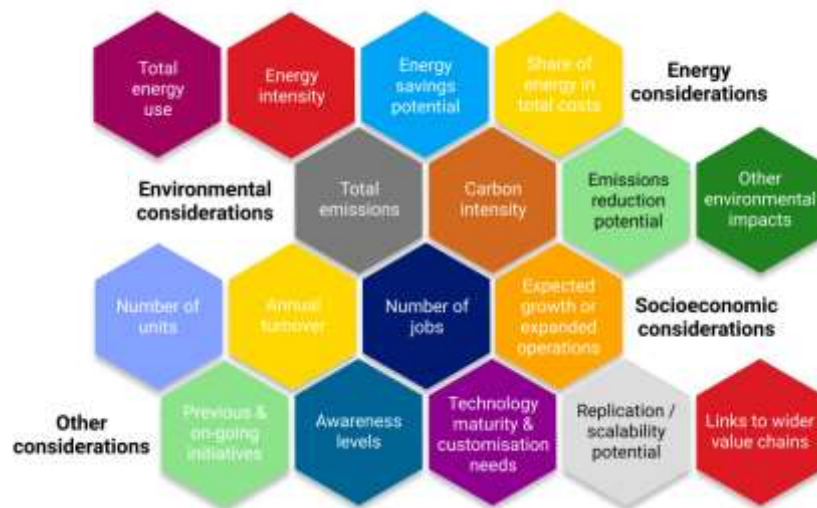 Total
energy
use
Energy
intensity
Energy
savings
potential
Share of
energy in
total costs
Energy
considerations
Environmental
considerations
Total
emissions
Carbon
intensity
Emissions
reduction
potential
Other
environmental
impacts
Number of
units
Annual
turnover
Number of
jobs
Expected
growth or
expanded
operations
Socioeconomic
considerations
Other
considerations
Previous &
on-going
initiatives
Awareness
levels
Technology
maturity &
customisation
needs
Replication /
scalability
potential
Links to wider
value chains